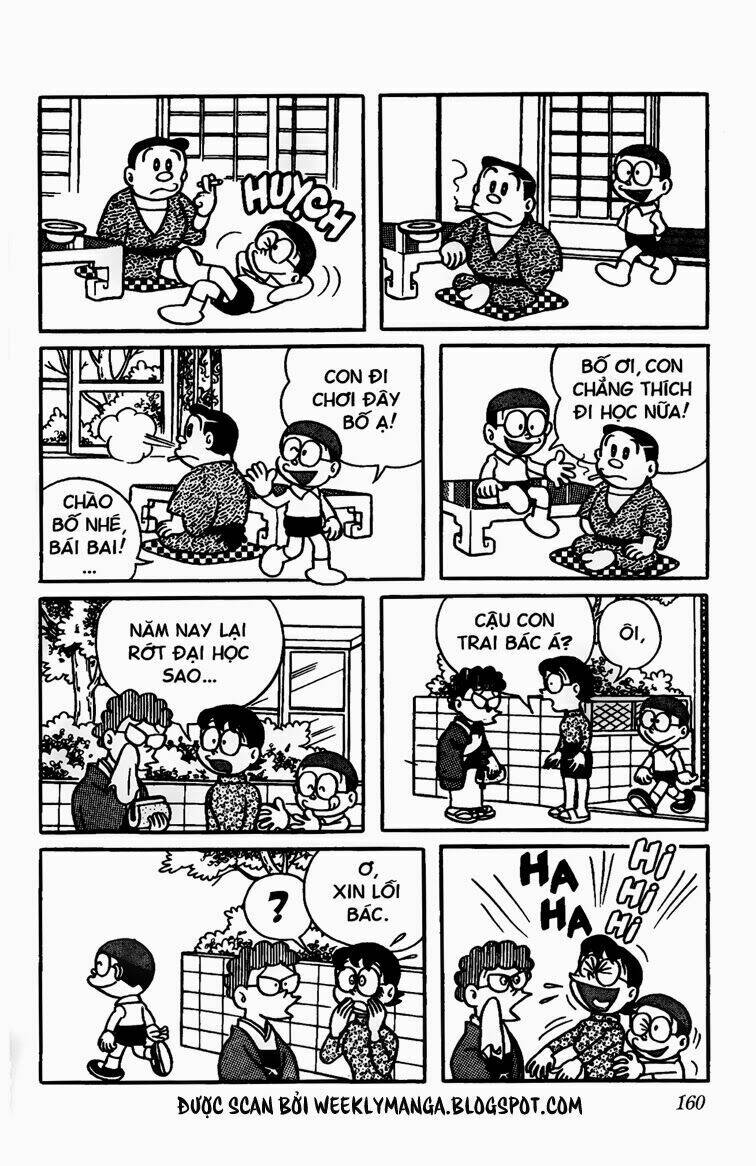 HUỴCH
BỐ ƠI, CON
CHẲNG THÍCH
ĐI HỌC NỮA!
CON ĐI
CHƠI ĐÂY
BỐ Ạ!
CHÀO
BỐ NHÉ,
BÁI BAI!
...
ÔI,
CẬU CON
TRAI BÁC Á?
NĂM NAY LẠI
RỚT ĐẠI HỌC
SAO...
HA
HA
HI
HI
HI
Ơ,
XIN LỖI
BÁC.
?
ĐƯỢC SCAN BỞI WEEKLYMANGA.BLOGSPOT.COM
160